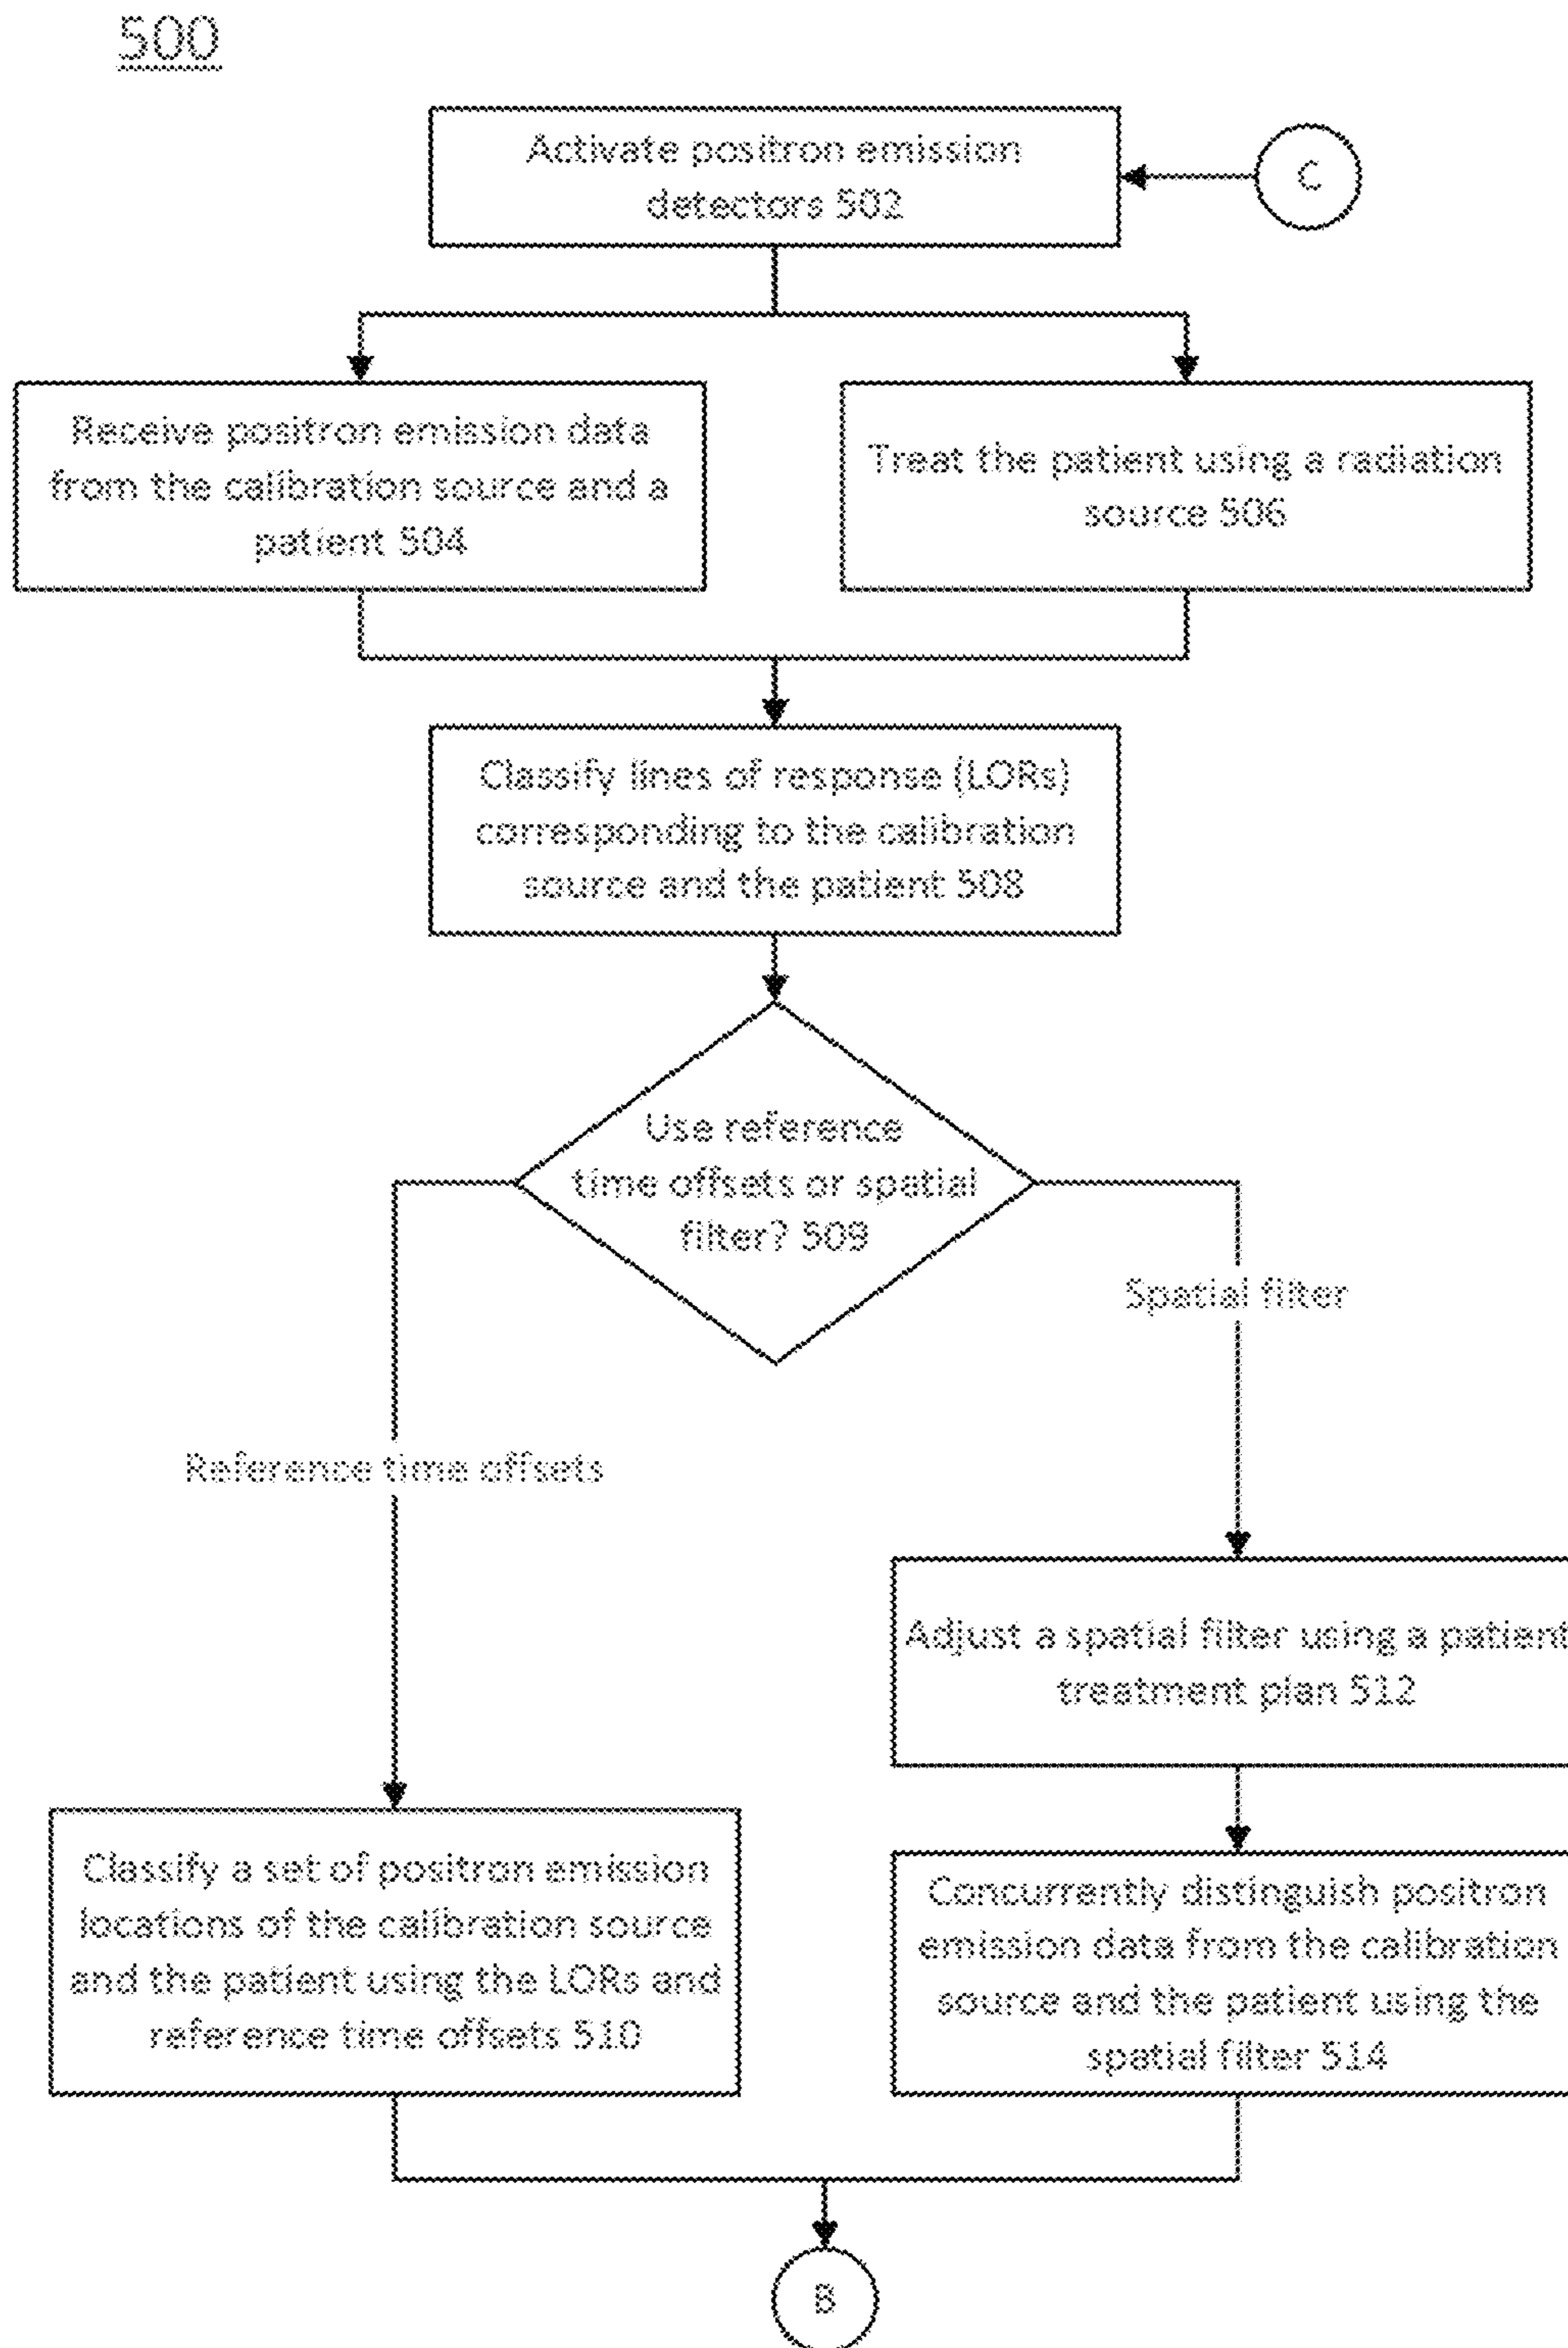 500
Activate positron emission
detectors 502
C
Receive positron emission data
from the calibration source and a
patient 504
Treat the patient using a radiation
source 506
Classify lines of response (LORs)
corresponding to the calibration
source and the patient 508
Use reference
time offsets or spatial
filter? 509
Spatial filter
Reference time offsets
Adjust a spatial filter using a patient
treatment plan 512
Classify a set of positron emission
locations of the calibration source
and the patient using the LORs and
reference time offsets 510
Concurrently distinguish positron
emission data from the calibration
source and the patient using the
spatial filter 514
B